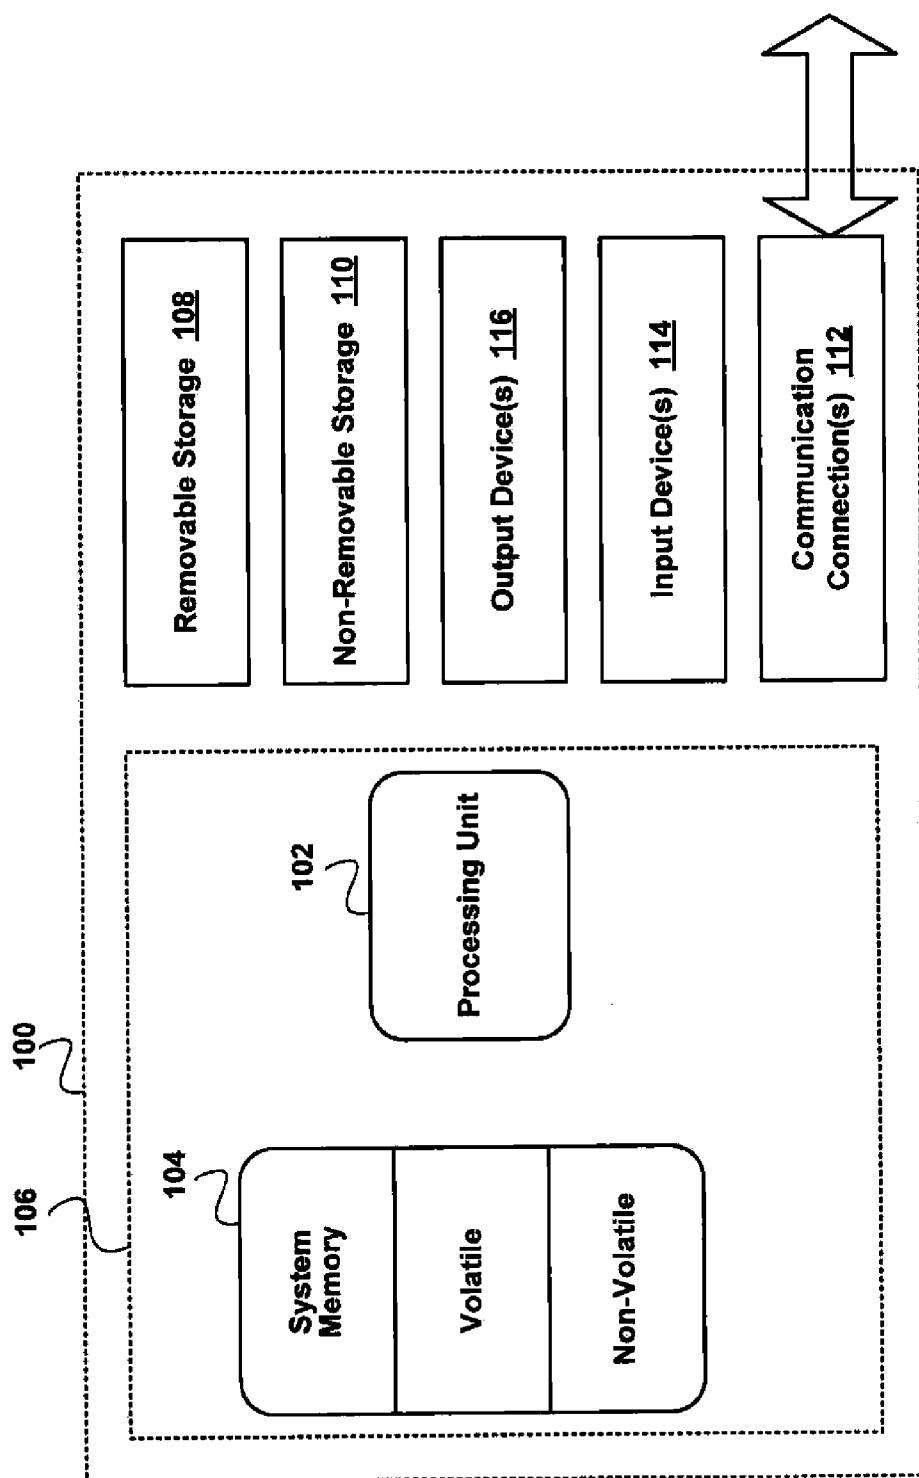 100
106
104
System
Memory
Volatile
Non-Volatile
102
Processing Unit
Removable Storage 108
Non-Removable Storage 110
Output Device(s) 116
Input Device(s) 114
Communication
Connection(s) 112